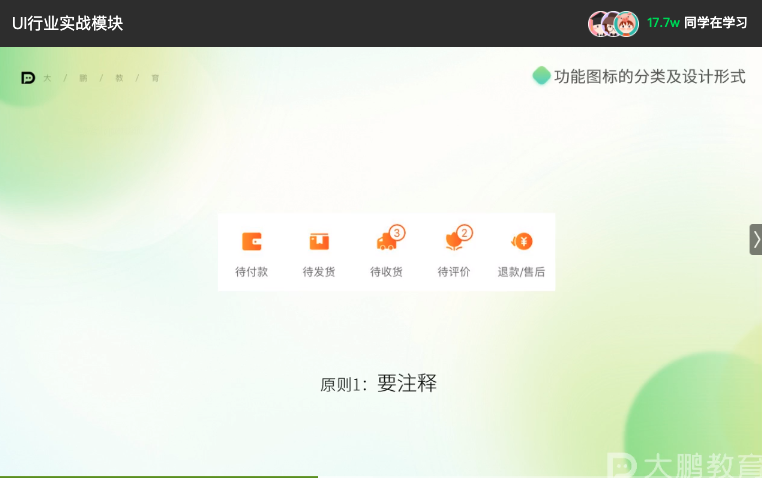 UI行业实战模块
17.7w 同学在学习
大 / 鹏 / 教 / 育
功能图标的分类及设计形式
3
2
¥
待付款 待发货 待收货 待评价 退款/售后
原则1：要注释
大鹏教育